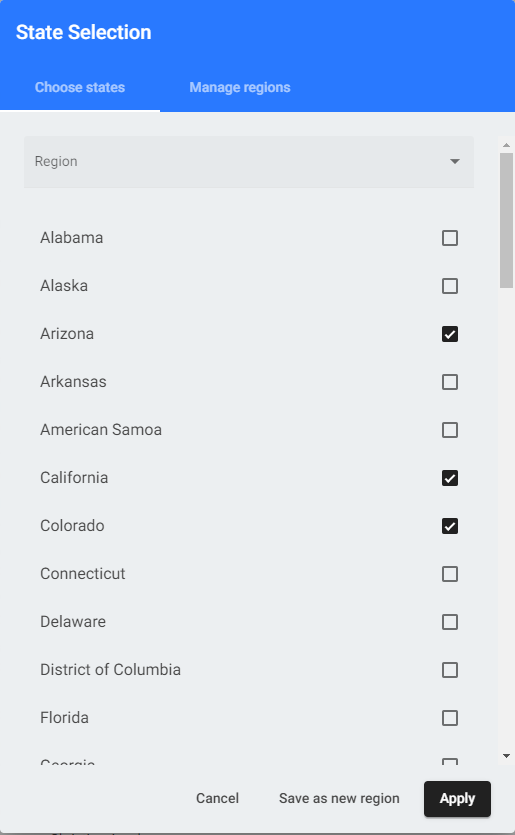 State Selection
Choose states Manage regions
Region
Alabama
Alaska
Arizona
Arkansas
American Samoa
California
Colorado
Connecticut
Delaware
District of Columbia
Florida
Georgia
Cancel Save as new region Apply